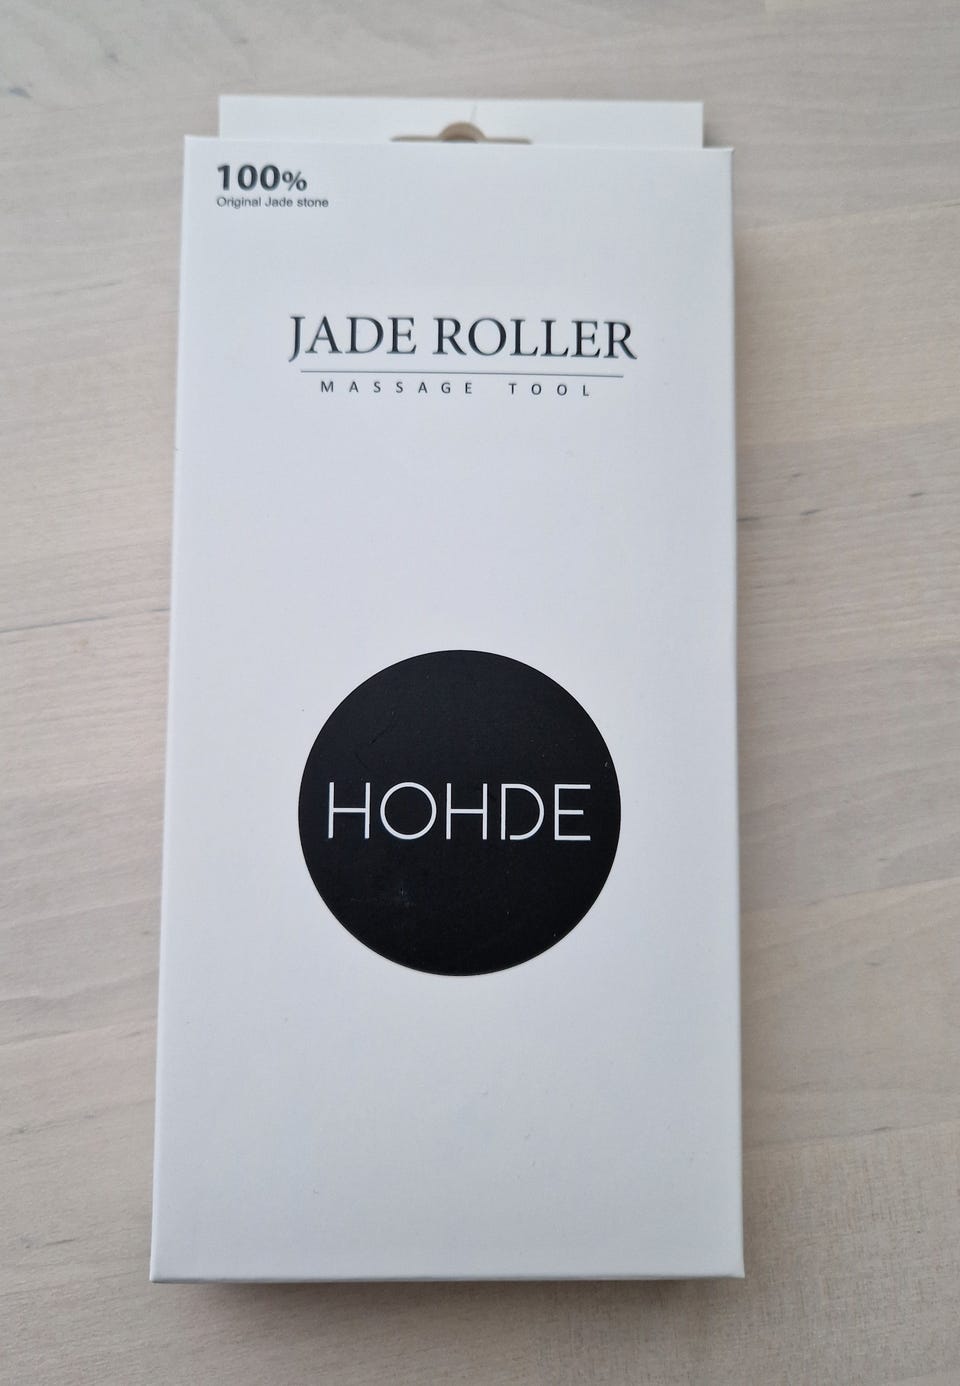 100%
Original Jade stone
JADE ROLLER
MASSAGE TOOL
HOHDE